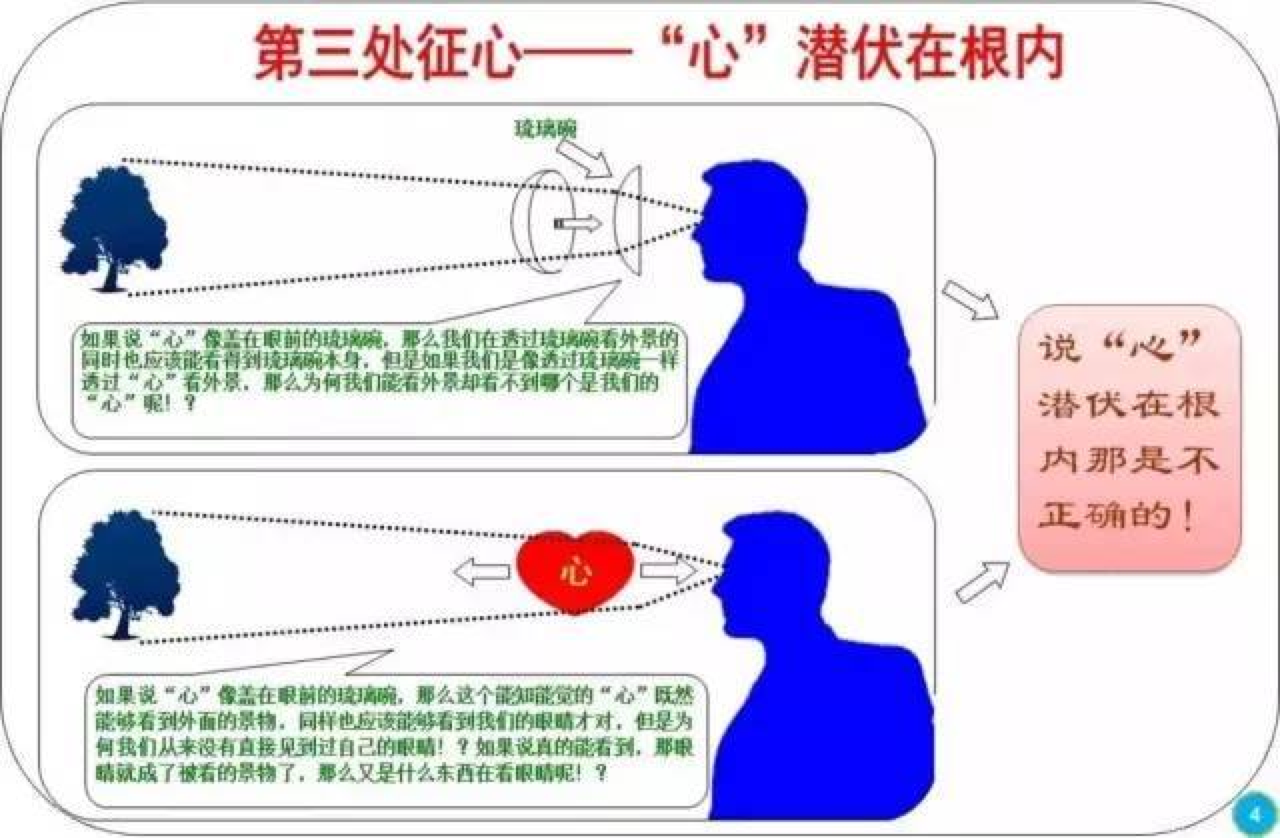 第三处征心——“心”潜伏在根内
琉璃碗
如果说“心”像盖在眼前的琉璃碗，那么我们在透过琉璃碗看外景的
同时也应该能看得到琉璃碗本身，但是如果我们是像透过琉璃碗一样
透过“心”看外景，那么为何我们能看外景却看不到哪个是我们的
“心”呢！？
说“心”
潜伏在根
内那是不
正确的！
心
如果说“心”像盖在眼前的琉璃碗，那么这个能知能觉的“心”既然
能够看到外面的景物，同样也应该能够看到我们的眼睛才对，但是为
何我们从来没有直接见到过自己的眼睛！？如果说真的能看到，那眼
睛就成了被看的景物了，那么又是什么东西在看眼睛呢！？
4